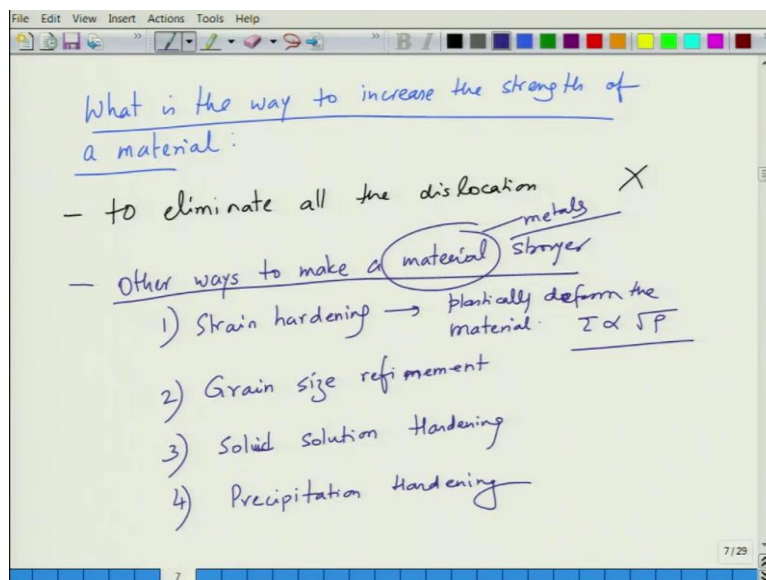 File Edit View Insert Actions Tools Help
What is the way to increase the strength of
a material :
- to eliminate all the dislocation X
metals
- Other ways to make a material stronger
1) Strain hardening → plastically deform the
material. τ ∝ √ρ
2) Grain size refinement
3) Solid solution Hardening
4) Precipitation Hardening
7/29
7